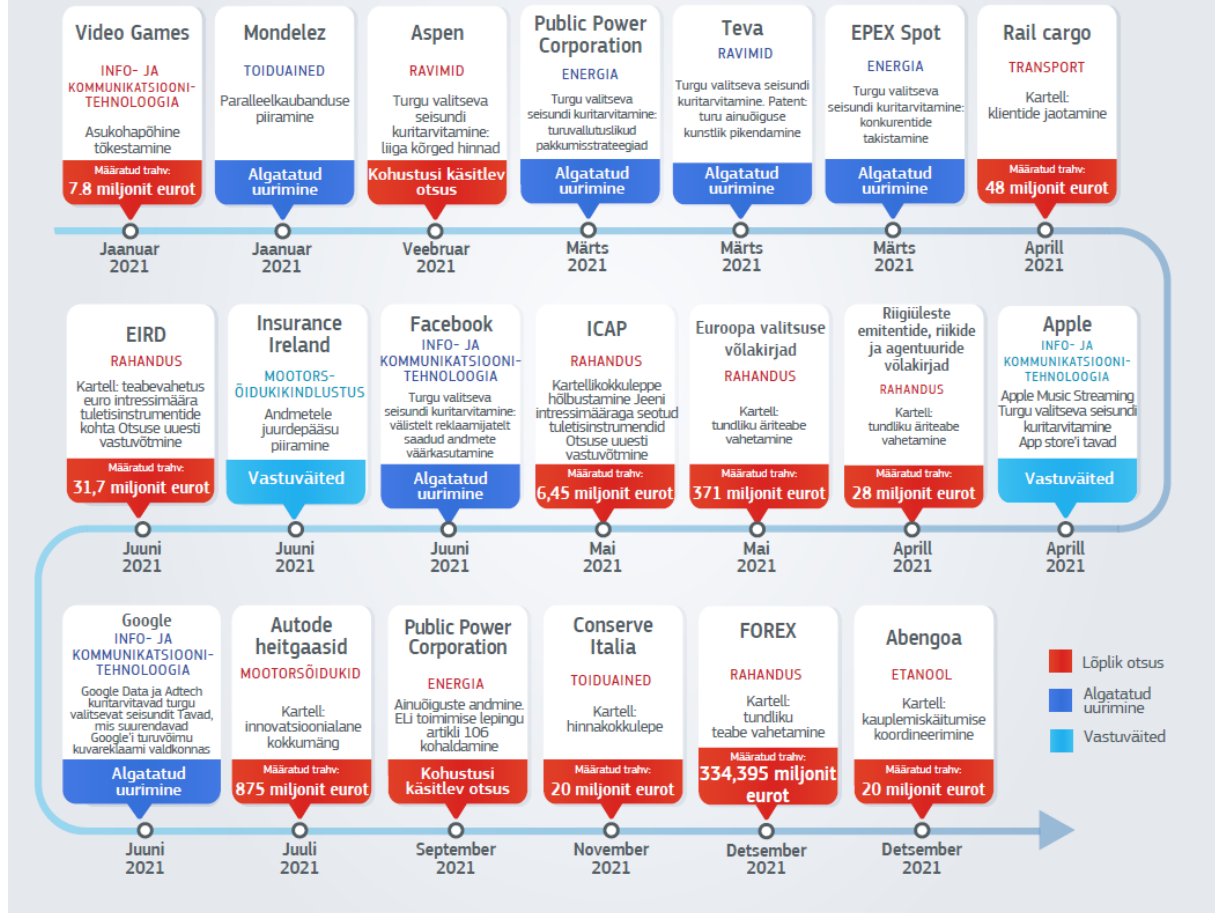 Video Games
INFO- JA
KOMMUNIKATSIOONI-
TEHNOLOOGIA
Asukohapõhine
tõkestamine
Määratud trahv:
7.8 miljonit eurot
Jaanuar
2021
Mondelez
TOIDUAINED
Paralleelkaubanduse
piiramine
Algatatud
uurimine
Jaanuar
2021
Aspen
RAVIMID
Turgu valitseva
seisundi
kuritarvitamine:
liiga kõrged hinnad
Kohustusi käsitlev
otsus
Veebruar
2021
Public Power
Corporation
ENERGIA
Turgu valitseva
seisundi kuritarvitamine:
turuvallutuslikud
pakkumisstrateegiad
Algatatud
uurimine
Märts
2021
Teva
RAVIMID
Turgu valitseva seisundi
kuritarvitamine. Patent:
turu ainuõiguse
kunstlik pikendamine
Algatatud
uurimine
Märts
2021
EPEX Spot
ENERGIA
Turgu valitseva
seisundi kuritarvitamine:
konkurentide
takistamine
Algatatud
uurimine
Märts
2021
Rail cargo
TRANSPORT
Kartell:
klientide jaotamine
Määratud trahv:
48 miljonit eurot
Aprill
2021
EIRD
RAHANDUS
Kartell: teabevahetus
euro intressimäära
tuletisinstrumentide
kohta Otsuse uuesti
vastuvõtmine
Määratud trahv:
31,7 miljonit eurot
Juuni
2021
Insurance
Ireland
MOOTORS-
ÕIDUKIKINDLUSTUS
Andmetele
juurdepääsu
piiramine
Vastuväited
Juuni
2021
Facebook
INFO- JA
KOMMUNIKATSIOONI-
TEHNOLOOGIA
Turgu valitseva
seisundi kuritarvitamine:
välistelt reklaamijatelt
saadud andmete
väärkasutamine
Algatatud
uurimine
Juuni
2021
ICAP
RAHANDUS
Kartellikokkuleppe
hõlbustamine Jeeni
intressimääraga seotud
tuletisinstrumendid
Otsuse uuesti
vastuvõtmine
Määratud trahv:
6,45 miljonit eurot
Mai
2021
Euroopa valitsuse
võlakirjad
RAHANDUS
Kartell:
tundliku äriteabe
vahetamine
Määratud trahv:
371 miljonit eurot
Mai
2021
Riigiüleste
emitentide, riikide
ja agentuuride
võlakirjad
RAHANDUS
Kartell:
tundliku äriteabe
vahetamine
Määratud trahv:
28 miljonit eurot
Aprill
2021
Apple
INFO- JA
KOMMUNIKATSIOONI-
TEHNOLOOGIA
Apple Music Streaming
Turgu valitseva seisundi
kuritarvitamine
App store'i tavad
Vastuväited
Aprill
2021
Google
INFO- JA
KOMMUNIKATSIOONI-
TEHNOLOOGIA
Google Data ja Adtech
kuritarvitavad turgu
valitsevat seisundit Tavad,
mis suurendavad
Google'i turuvõimu
kuvareklaami valdkonnas
Algatatud
uurimine
Juuni
2021
Autode
heitgaasid
MOOTORSÕIDUKID
Kartell:
innovatsioonialane
kokkumäng
Määratud trahv:
875 miljonit eurot
Juuli
2021
Public Power
Corporation
ENERGIA
Ainuõiguste andmine.
ELi toimimise lepingu
artikli 106
kohaldamine
Kohustusi
käsitlev otsus
September
2021
Conserve
Italia
TOIDUAINED
Kartell:
hinnakokkulepe
Määratud trahv:
20 miljonit eurot
November
2021
FOREX
RAHANDUS
Kartell:
tundliku
teabe vahetamine
Määratud trahv:
334,395 miljonit
eurot
Detsember
2021
Abengoa
ETANOOL
Kartell:
kauplemiskäitumise
koordineerimine
Määratud trahv:
20 miljonit eurot
Detsember
2021
Lõplik otsus
Algatatud
uurimine
Vastuväited